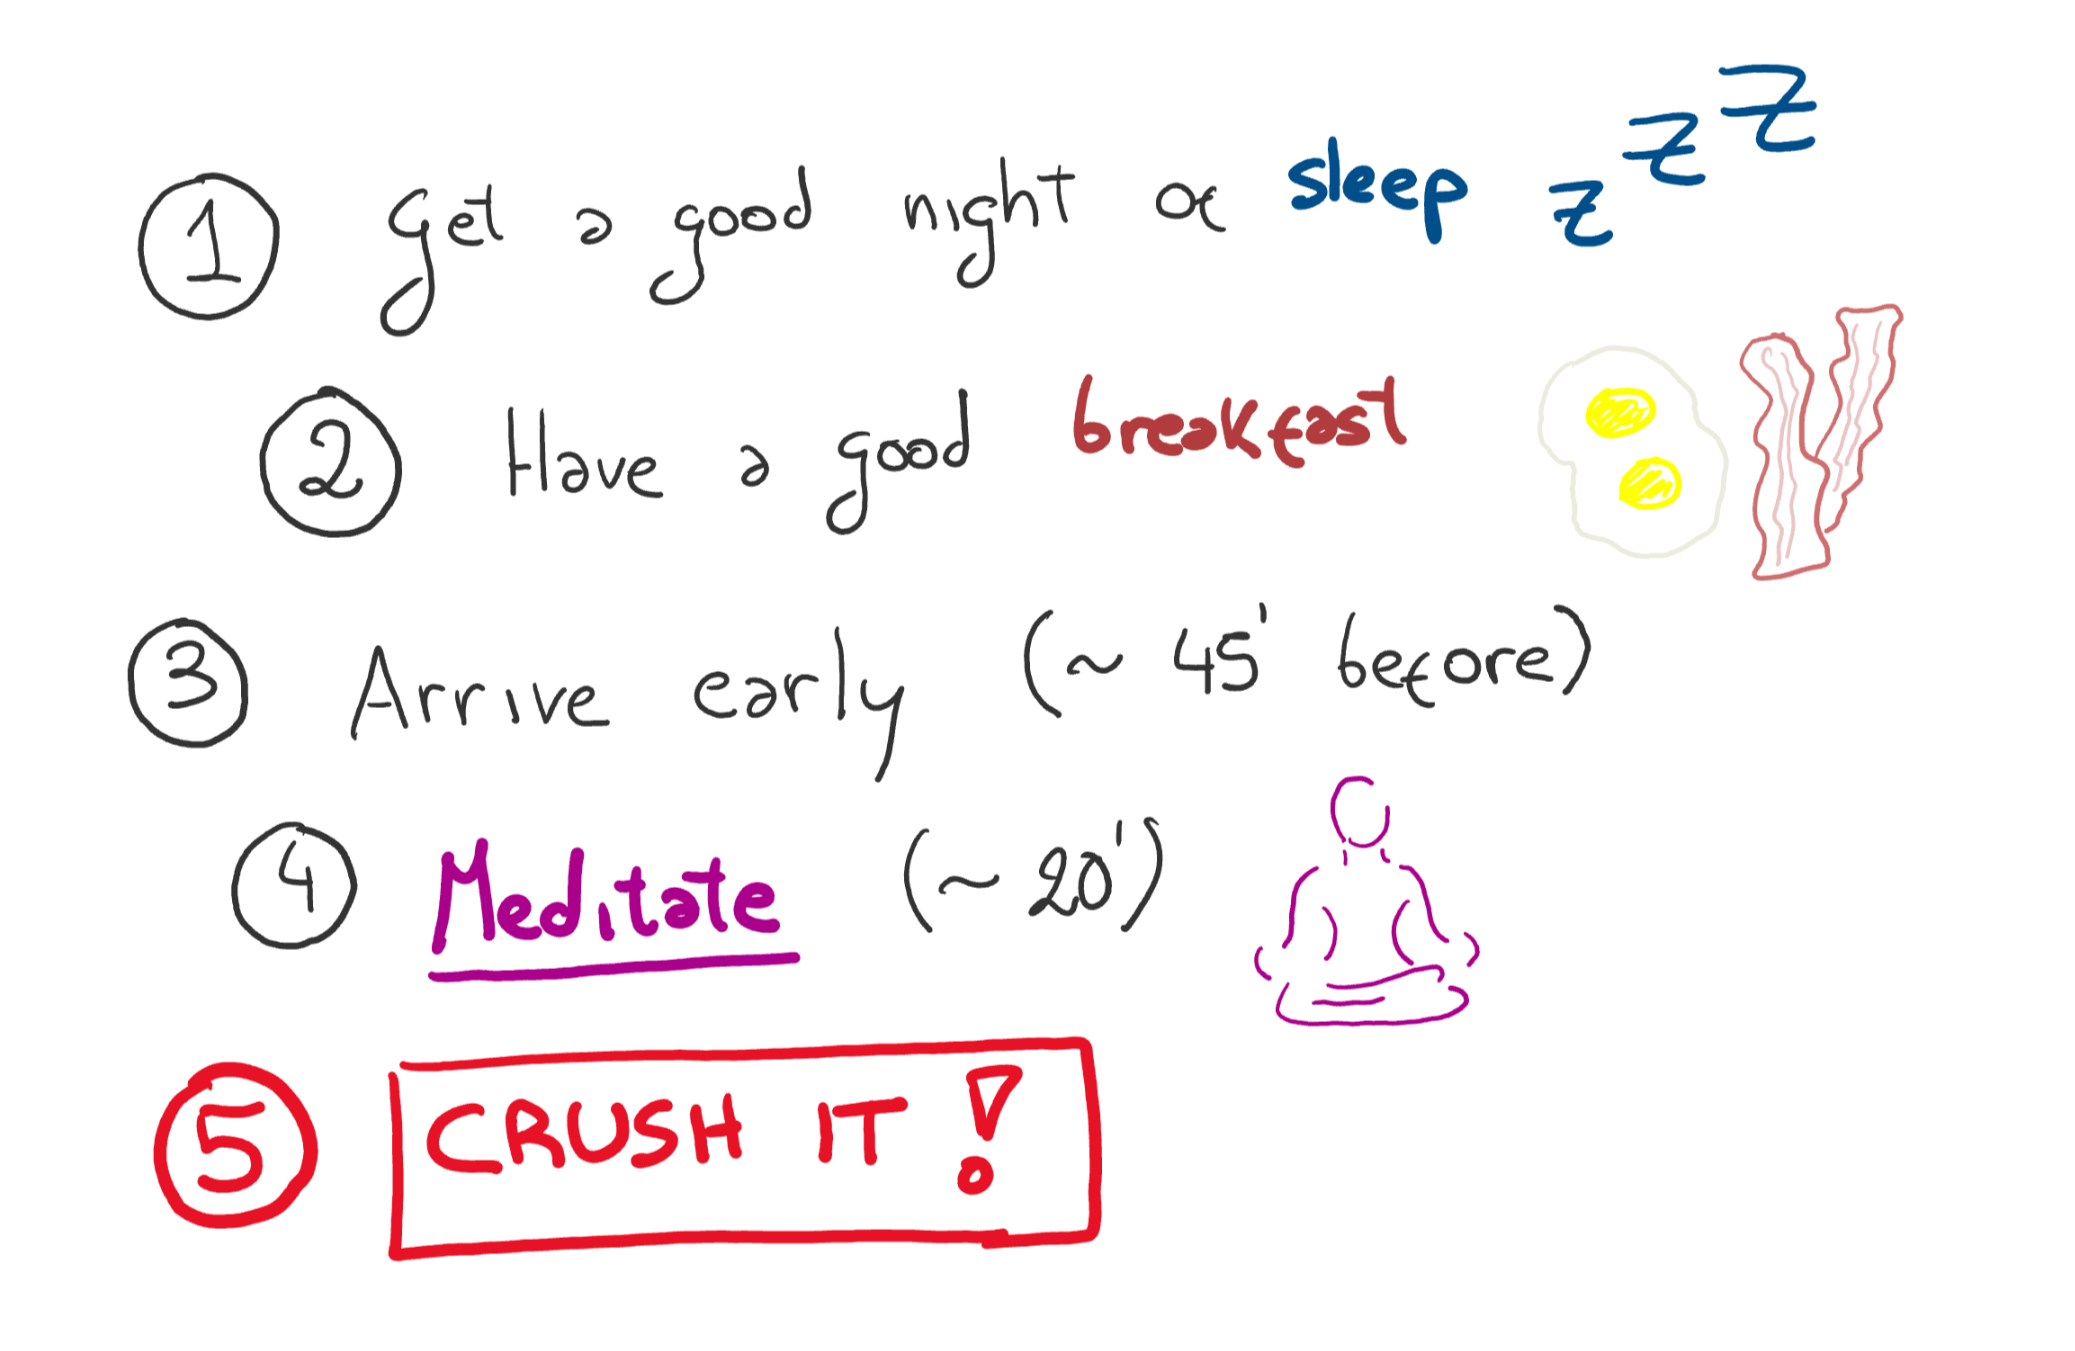 1 Get a good night of sleep z z z
2 Have a good breakfast
3 Arrive early (~ 45' before)
4 Meditate (~ 20')
5 CRUSH IT!